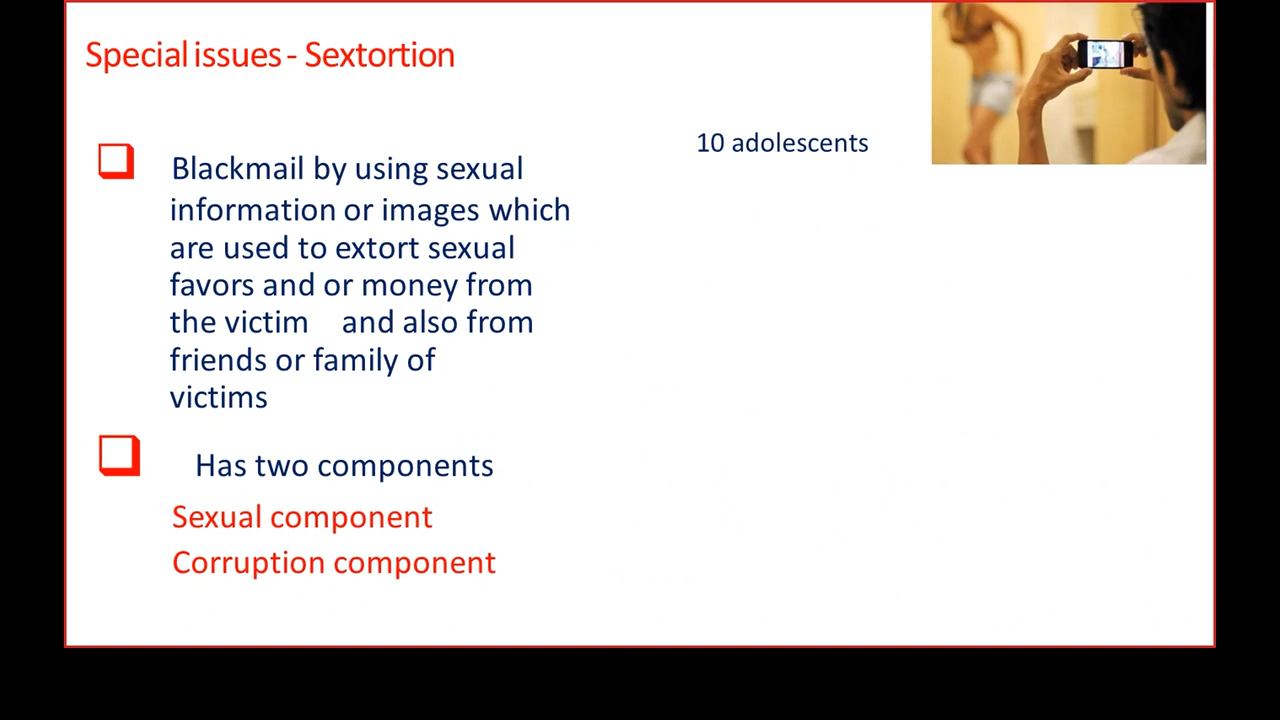 Special issues - Sextortion
10 adolescents
Blackmail by using sexual
information or images which
are used to extort sexual
favors and or money from
the victim and also from
friends or family of
victims
Has two components
Sexual component
Corruption component